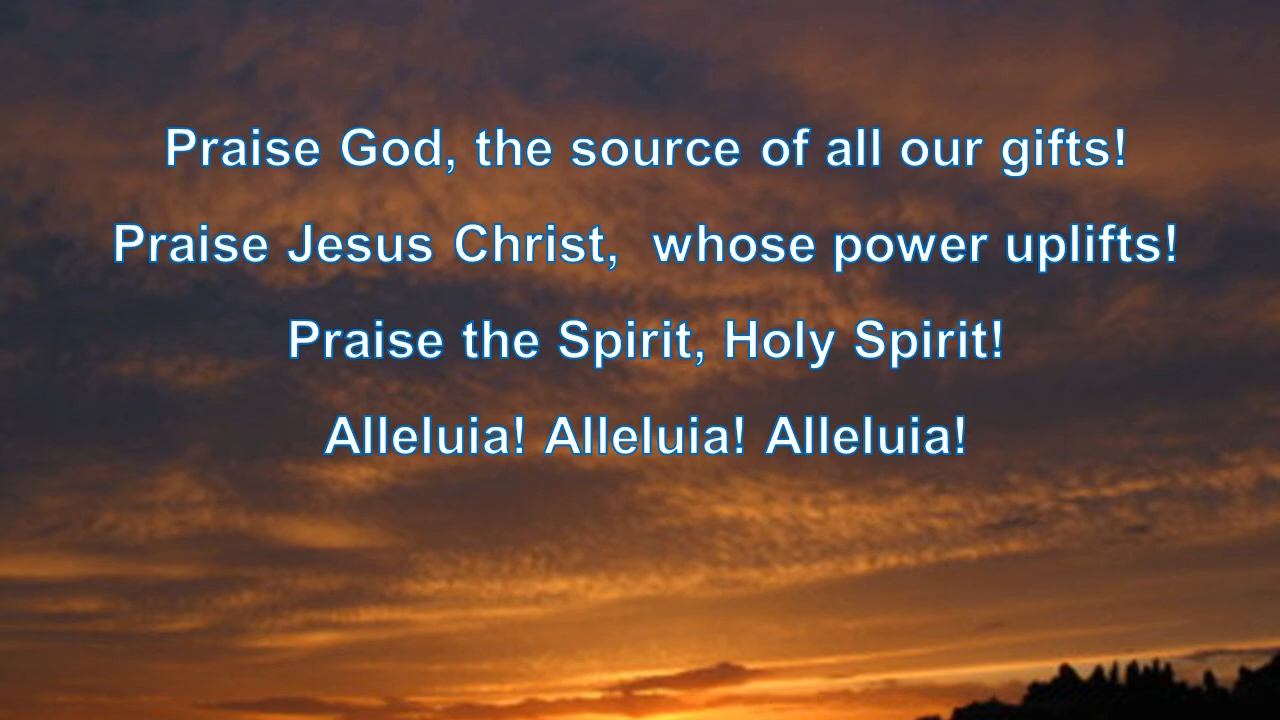 Praise God, the source of all our gifts!
Praise Jesus Christ,  whose power uplifts!
Praise the Spirit, Holy Spirit!
Alleluia! Alleluia! Alleluia!